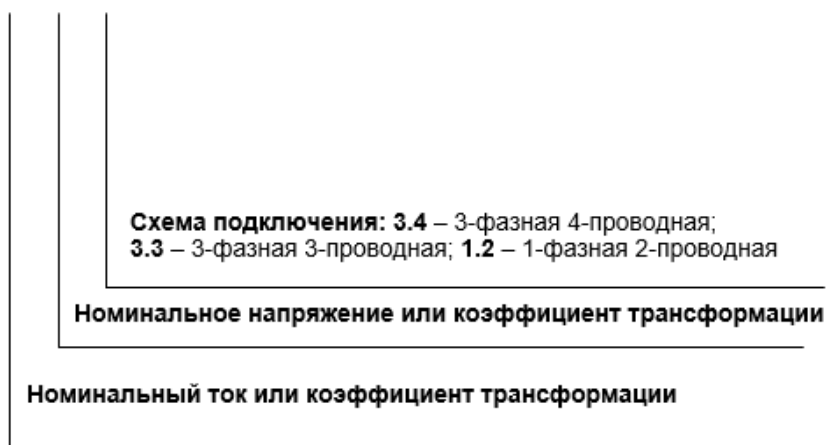 Схема подключения: 3.4 – 3-фазная 4-проводная;
3.3 – 3-фазная 3-проводная; 1.2 – 1-фазная 2-проводная
Номинальное напряжение или коэффициент трансформации
Номинальный ток или коэффициент трансформации